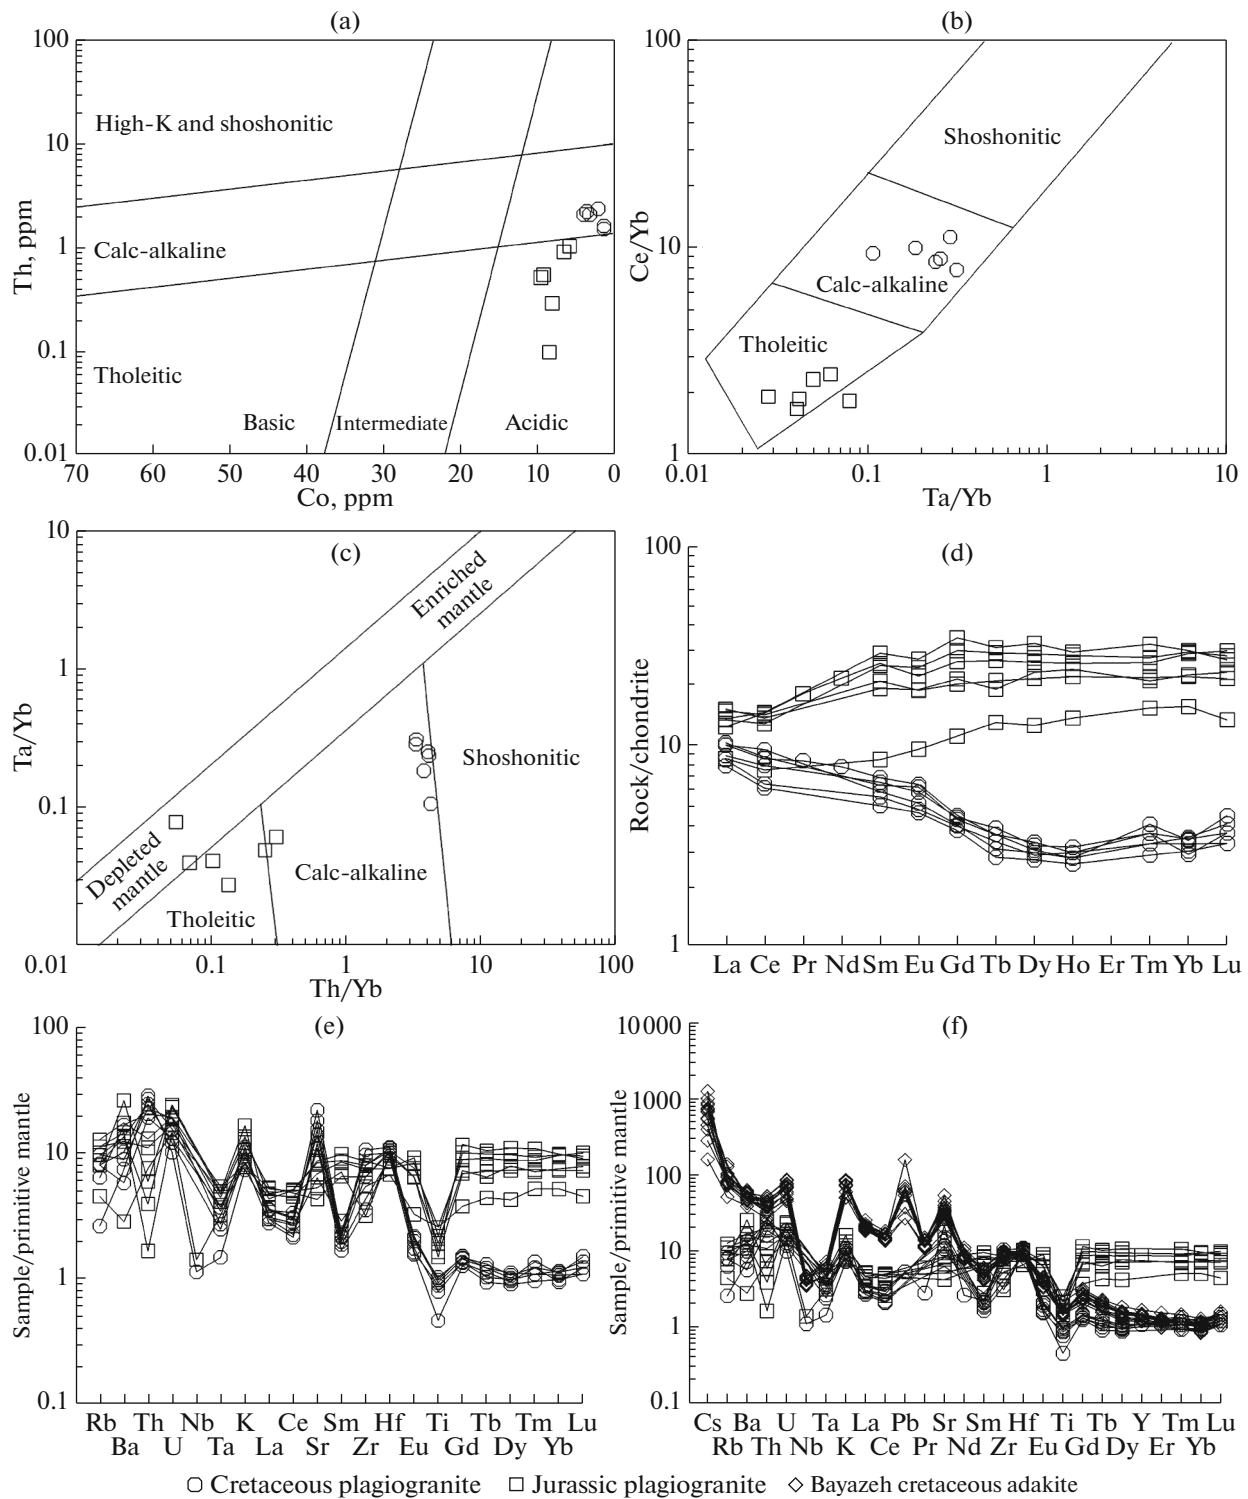 (a)
100
10
1
0.1
0.01
Th, ppm
High-K and shoshonitic
Calc-alkaline
Tholeitic
Basic
Intermediate
Acidic
70 60 50 40 30 20 10 0
Co, ppm
(b)
100
10
1
Ce/Yb
Shoshonitic
Calc-alkaline
Tholeitic
0.01 0.1 1 10
Ta/Yb
(c)
10
1
0.1
0.01
Ta/Yb
Enriched
mantle
Depleted
mantle
Shoshonitic
Calc-alkaline
Tholeitic
0.1 1 10 100
Th/Yb
(d)
100
10
1
Rock/chondrite
La Ce Pr Nd Sm Eu Gd Tb Dy Ho Er Tm Yb Lu
(e)
100
10
1
0.1
Sample/primitive mantle
Rb Th Nb K Ce Sm Hf Ti Tb Tm Lu
Ba U Ta La Sr Zr Eu Gd Dy Yb
(f)
10 000
1000
100
10
1
0.1
Sample/primitive mantle
Cs Ba U Ta La Pb Sr Sm Hf Ti Tb Y Tm Lu
Rb Th Nb K Ce Pr Nd Zr Eu Gd Dy Er Yb
Cretaceous plagiogranite Jurassic plagiogranite Bayazeh cretaceous adakite